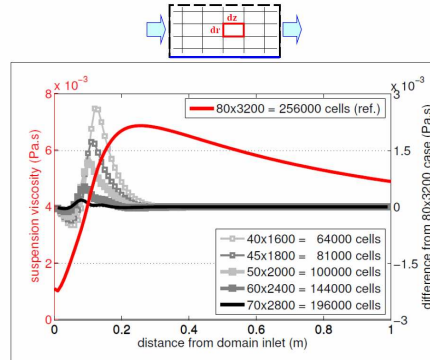 dz
dr
8 x 10⁻³
3 x 10⁻³
80x3200 = 256000 cells (ref.)
6
1.5
suspension viscosity (Pa.s)
4
0
difference from 80x3200 case (Pa.s)
40x1600 = 64000 cells
45x1800 = 81000 cells
50x2000 = 100000 cells
60x2400 = 144000 cells
70x2800 = 196000 cells
2
−1.5
0
−3
0 0.2 0.4 0.6 0.8 1
distance from domain inlet (m)